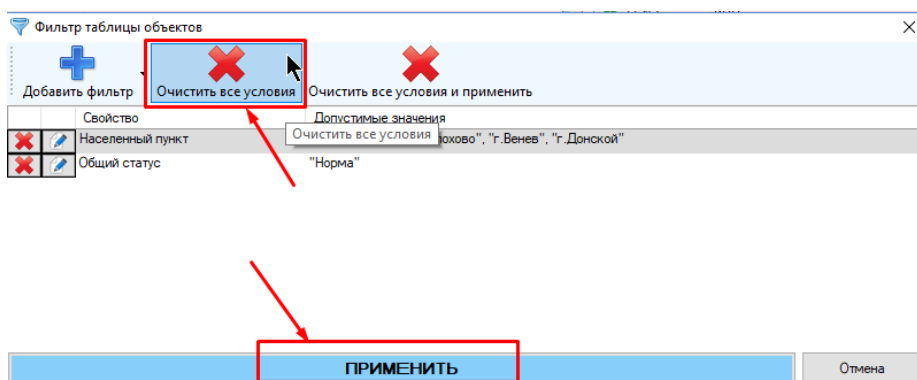 Фильтр таблицы объектов
Добавить фильтр Очистить все условия Очистить все условия и применить
Свойство Допустимые значения
Населенный пункт "г.Венев", "г.Донской"
Очистить все условия
Общий статус "Норма"
ПРИМЕНИТЬ Отмена